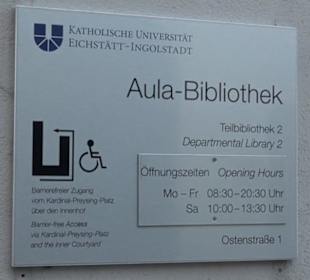 KATHOLISCHE UNIVERSITÄT
EICHSTÄTT-INGOLSTADT
Aula-Bibliothek
Teilbibliothek 2
Departmental Library 2
Öffnungszeiten Opening Hours
Mo – Fr 08:30–20:30 Uhr
Sa 10:00–13:30 Uhr
Ostenstraße 1
Barrierefreier Zugang
vom Kardinal-Preysing-Platz
über den Innenhof
Barrier-free Access
via Kardinal-Preysing-Platz
and the Inner Courtyard